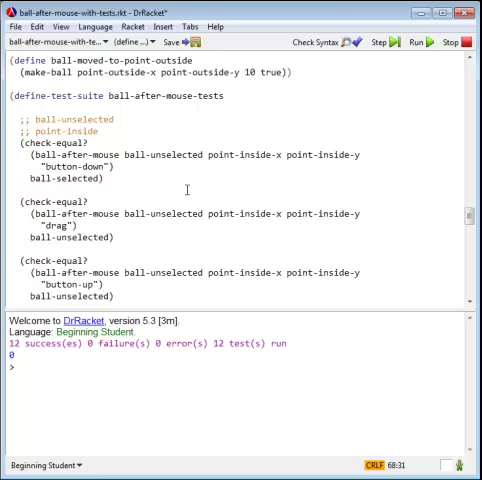 ball-after-mouse-with-tests.rkt - DrRacket*
File Edit View Language Racket Insert Tabs Help
ball-after-mouse-with-te...▼ (define ...)▼ Save Check Syntax Step Run Stop
(define ball-moved-to-point-outside
(make-ball point-outside-x point-outside-y 10 true))
(define-test-suite ball-after-mouse-tests
;; ball-unselected
;; point-inside
(check-equal?
(ball-after-mouse ball-unselected point-inside-x point-inside-y
"button-down")
ball-selected)
(check-equal?
(ball-after-mouse ball-unselected point-inside-x point-inside-y
"drag")
ball-unselected)
(check-equal?
(ball-after-mouse ball-unselected point-inside-x point-inside-y
"button-up")
ball-unselected)
Welcome to DrRacket, version 5.3 [3m].
Language: Beginning Student.
12 success(es) 0 failure(s) 0 error(s) 12 test(s) run
0
>
Beginning Student▼ CRLF 68:31